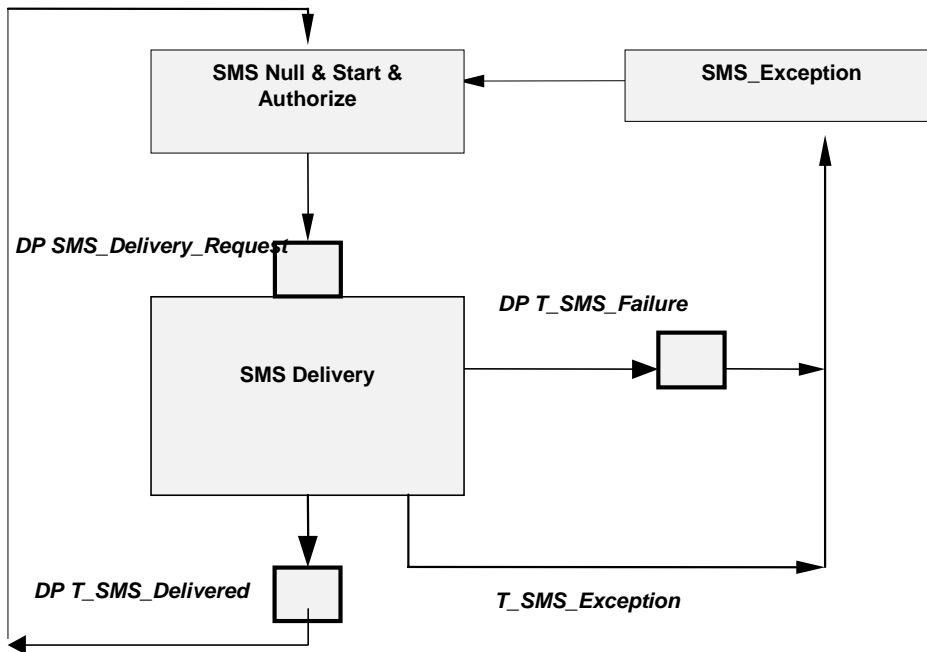 SMS Null & Start &
Authorize
SMS_Exception
DP SMS_Delivery_Request
DP T_SMS_Failure
SMS Delivery
DP T_SMS_Delivered
T_SMS_Exception